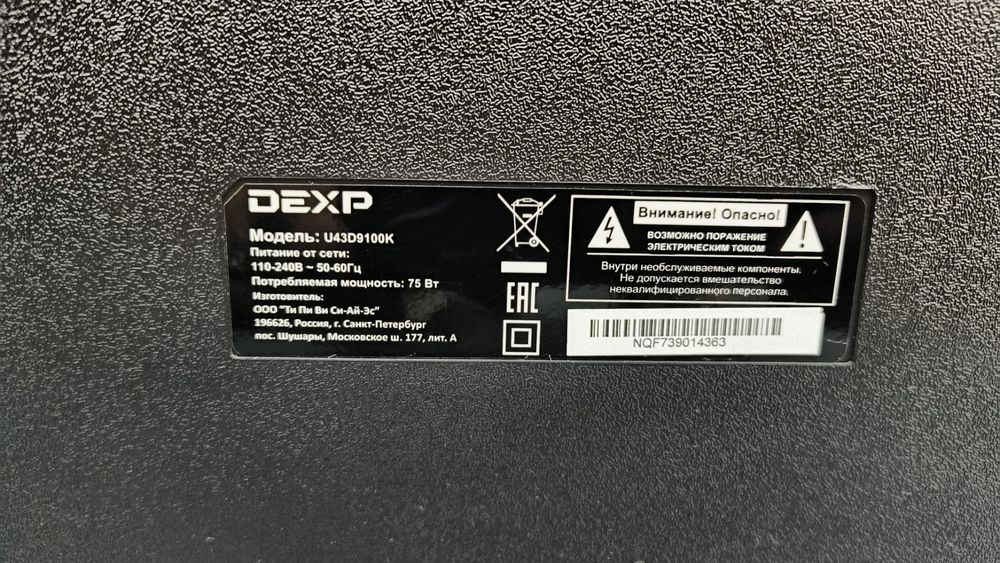 DEXP
Модель: U43D9100K
Питание от сети:
110-240В ~ 50-60Гц
Потребляемая мощность: 75 Вт
Изготовитель:
ООО "Ти Пи Ви Си-Ай-Эс"
196626, Россия, г. Санкт-Петербург
пос. Шушары, Московское ш. 177, лит. А
EAC
Внимание! Опасно!
ВОЗМОЖНО ПОРАЖЕНИЕ
ЭЛЕКТРИЧЕСКИМ ТОКОМ
Внутри необслуживаемые компоненты.
Не допускается вмешательство
неквалифицированного персонала.
NQF739014363